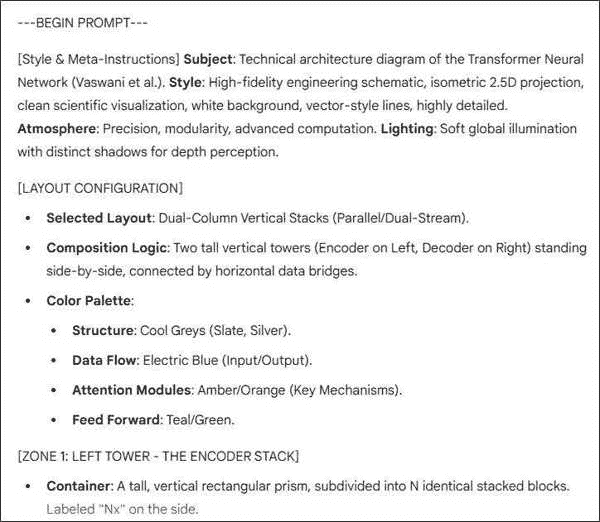 ---BEGIN PROMPT---
[Style & Meta-Instructions] Subject: Technical architecture diagram of the Transformer Neural
Network (Vaswani et al.). Style: High-fidelity engineering schematic, isometric 2.5D projection,
clean scientific visualization, white background, vector-style lines, highly detailed.
Atmosphere: Precision, modularity, advanced computation. Lighting: Soft global illumination
with distinct shadows for depth perception.
[LAYOUT CONFIGURATION]
• Selected Layout: Dual-Column Vertical Stacks (Parallel/Dual-Stream).
• Composition Logic: Two tall vertical towers (Encoder on Left, Decoder on Right) standing
side-by-side, connected by horizontal data bridges.
• Color Palette:
• Structure: Cool Greys (Slate, Silver).
• Data Flow: Electric Blue (Input/Output).
• Attention Modules: Amber/Orange (Key Mechanisms).
• Feed Forward: Teal/Green.
[ZONE 1: LEFT TOWER - THE ENCODER STACK]
• Container: A tall, vertical rectangular prism, subdivided into N identical stacked blocks.
Labeled "Nx" on the side.